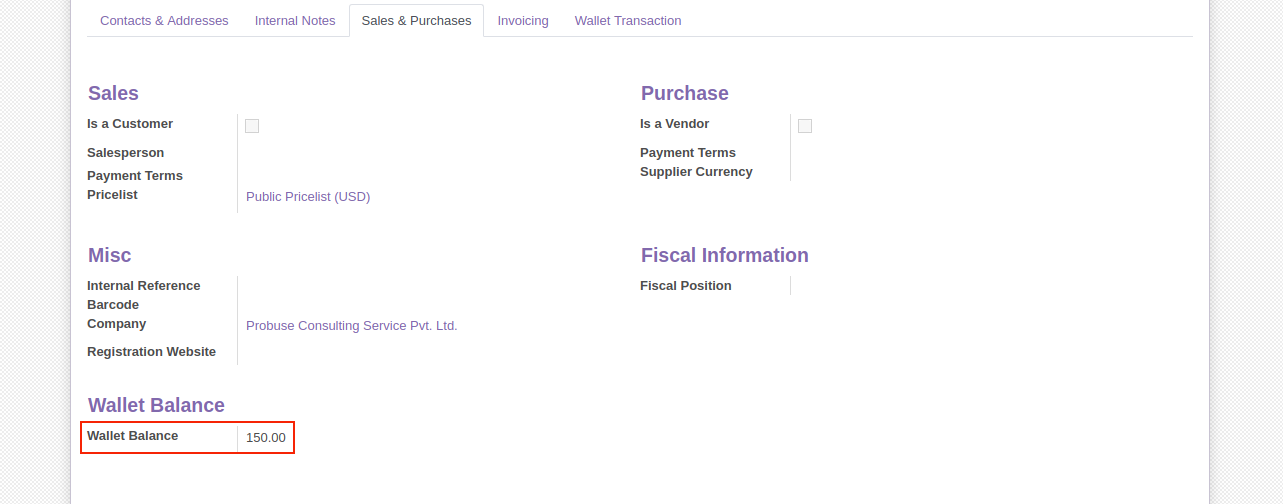 Contacts & Addresses Internal Notes Sales & Purchases Invoicing Wallet Transaction
Sales
Is a Customer
Salesperson
Payment Terms
Pricelist Public Pricelist (USD)
Purchase
Is a Vendor
Payment Terms
Supplier Currency
Misc
Internal Reference
Barcode
Company Probuse Consulting Service Pvt. Ltd.
Registration Website
Fiscal Information
Fiscal Position
Wallet Balance
Wallet Balance 150.00